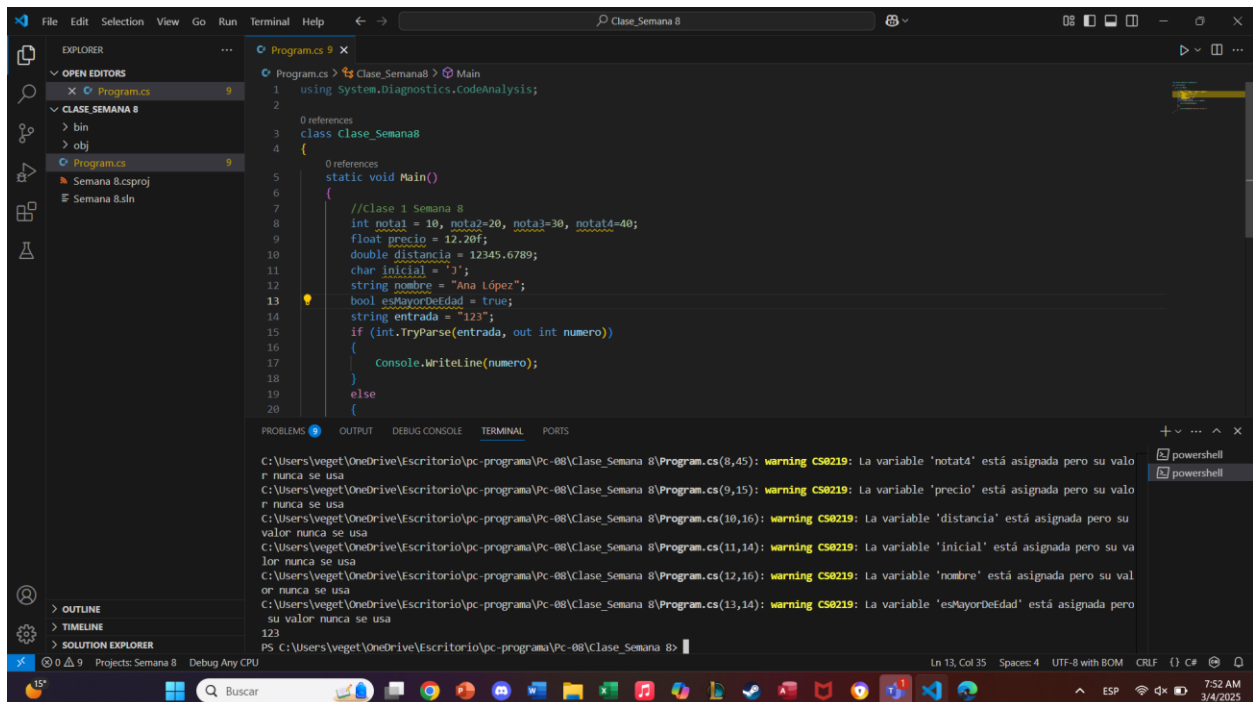 File Edit Selection View Go Run Terminal Help
Clase_Semana 8
EXPLORER
Program.cs 9
OPEN EDITORS
Program.cs 9
CLASE_SEMANA 8
bin
obj
Program.cs 9
Semana 8.csproj
Semana 8.sln
OUTLINE
TIMELINE
SOLUTION EXPLORER
Program.cs > Clase_Semana8 > Main
1 using System.Diagnostics.CodeAnalysis;
2
0 references
3 class Clase_Semana8
4 {
0 references
5 static void Main()
6 {
7 //Clase 1 Semana 8
8 int nota1 = 10, nota2=20, nota3=30, notat4=40;
9 float precio = 12.20f;
10 double distancia = 12345.6789;
11 char inicial = 'J';
12 string nombre = "Ana López";
13 bool esMayorDeEdad = true;
14 string entrada = "123";
15 if (int.TryParse(entrada, out int numero))
16 {
17 Console.WriteLine(numero);
18 }
19 else
20 {
PROBLEMS 9 OUTPUT DEBUG CONSOLE TERMINAL PORTS
powershell
powershell
C:\Users\veget\OneDrive\Escritorio\pc-programa\Pc-08\Clase_Semana 8\Program.cs(8,45): warning CS0219: La variable 'notat4' está asignada pero su valo
r nunca se usa
C:\Users\veget\OneDrive\Escritorio\pc-programa\Pc-08\Clase_Semana 8\Program.cs(9,15): warning CS0219: La variable 'precio' está asignada pero su valo
r nunca se usa
C:\Users\veget\OneDrive\Escritorio\pc-programa\Pc-08\Clase_Semana 8\Program.cs(10,16): warning CS0219: La variable 'distancia' está asignada pero su
valor nunca se usa
C:\Users\veget\OneDrive\Escritorio\pc-programa\Pc-08\Clase_Semana 8\Program.cs(11,14): warning CS0219: La variable 'inicial' está asignada pero su va
lor nunca se usa
C:\Users\veget\OneDrive\Escritorio\pc-programa\Pc-08\Clase_Semana 8\Program.cs(12,16): warning CS0219: La variable 'nombre' está asignada pero su val
or nunca se usa
C:\Users\veget\OneDrive\Escritorio\pc-programa\Pc-08\Clase_Semana 8\Program.cs(13,14): warning CS0219: La variable 'esMayorDeEdad' está asignada pero
su valor nunca se usa
123
PS C:\Users\veget\OneDrive\Escritorio\pc-programa\Pc-08\Clase_Semana 8>
0 9 Projects: Semana 8 Debug Any CPU Ln 13, Col 35 Spaces: 4 UTF-8 with BOM CRLF {} C#
15° Buscar ESP 7:52 AM
3/4/2025